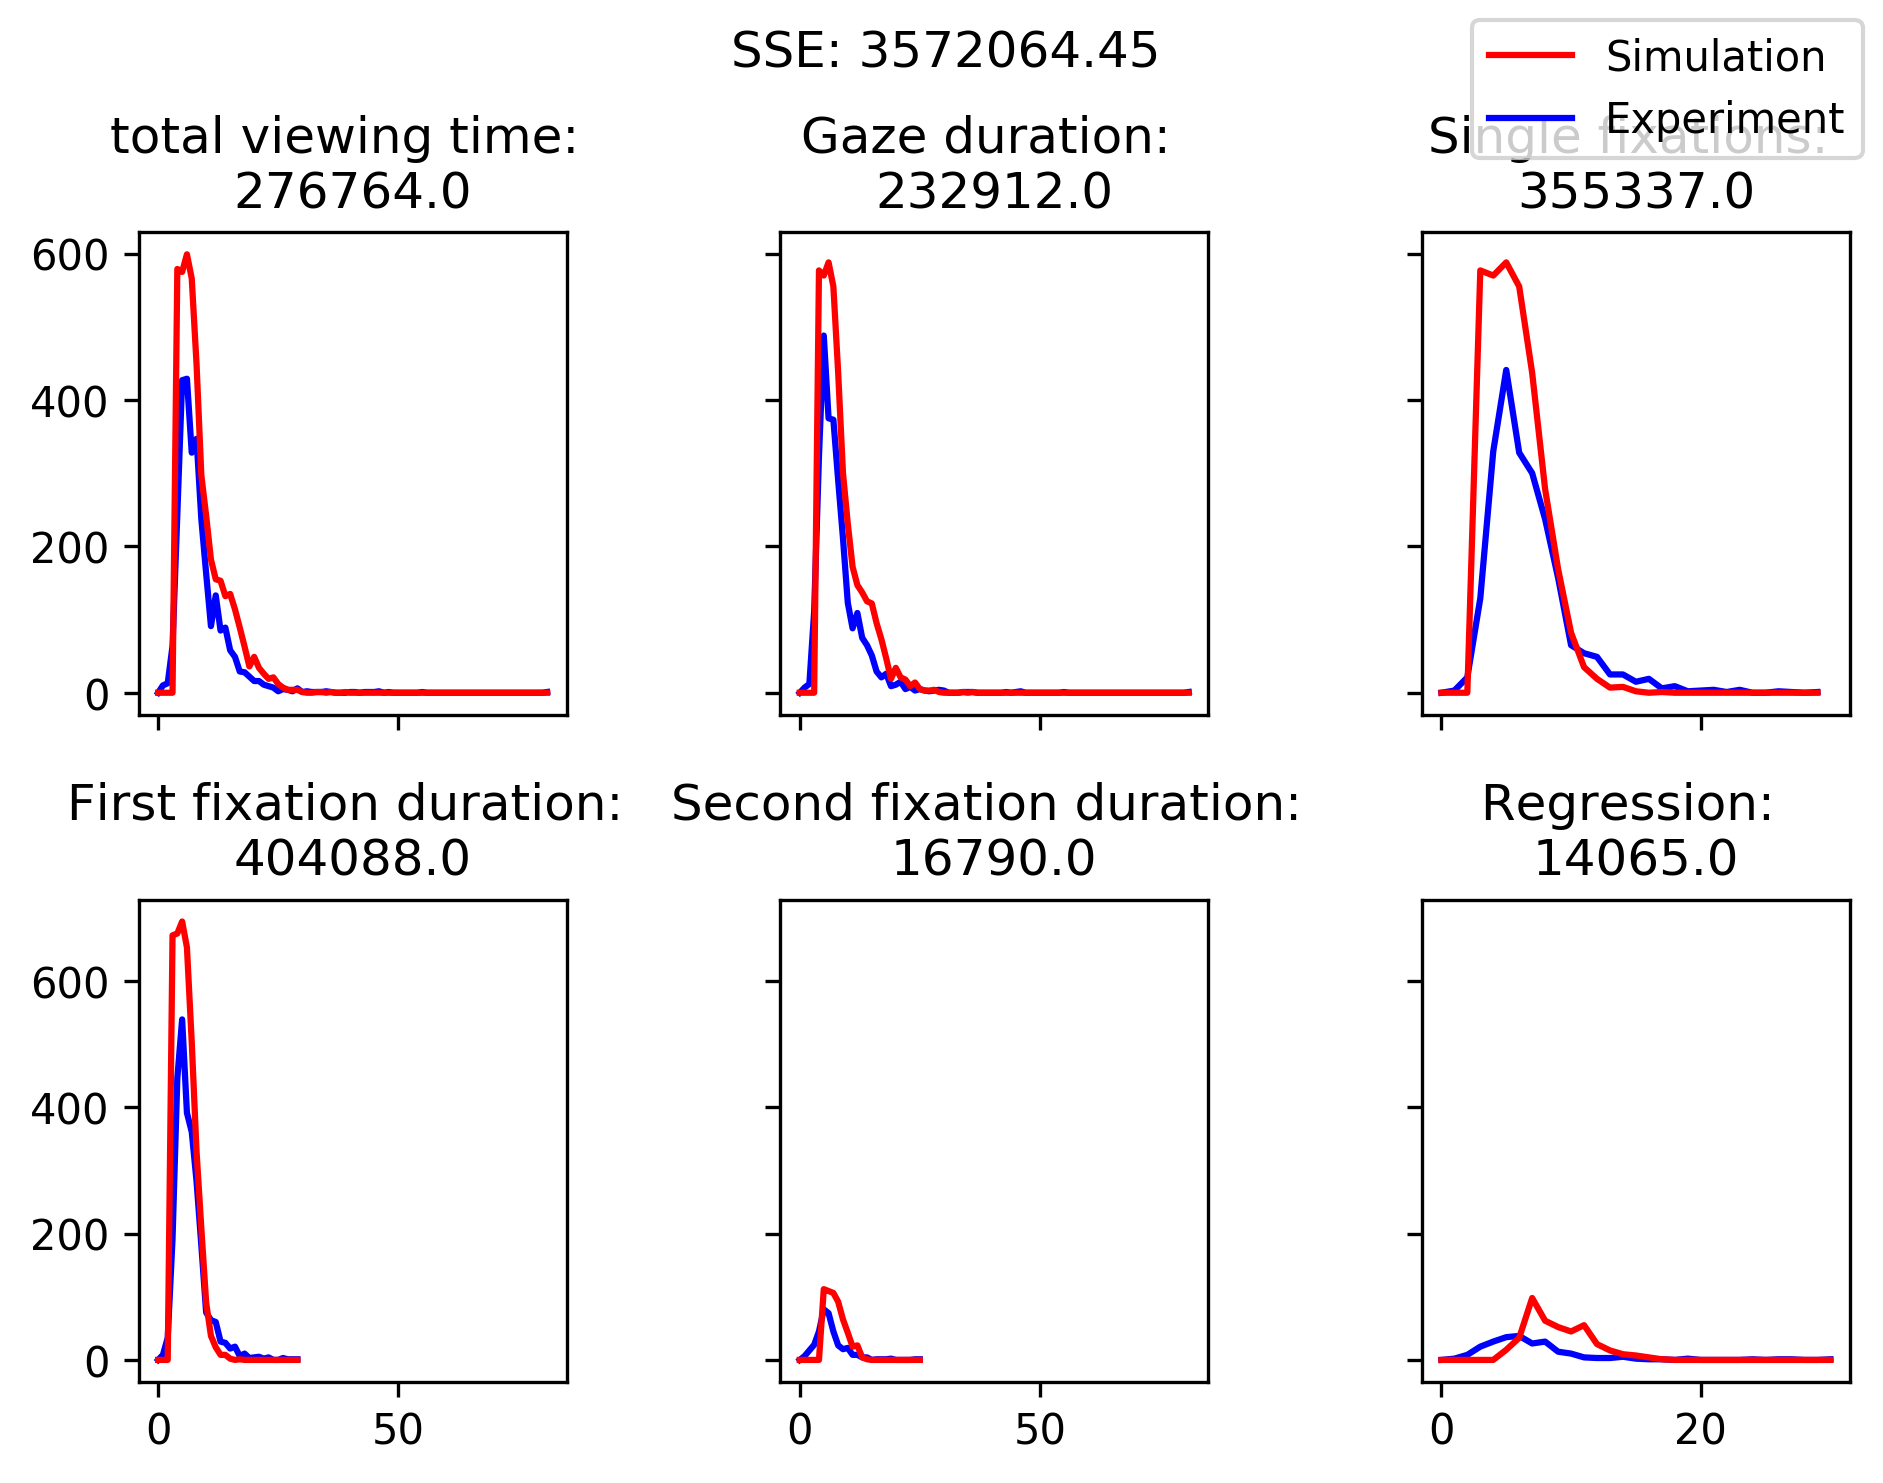 SSE: 3572064.45
Simulation
Experiment
total viewing time:
276764.0
Gaze duration:
232912.0
Single fixations:
355337.0
600
400
200
0
First fixation duration:
404088.0
Second fixation duration:
16790.0
Regression:
14065.0
600
400
200
0
0 50
0 50
0 20